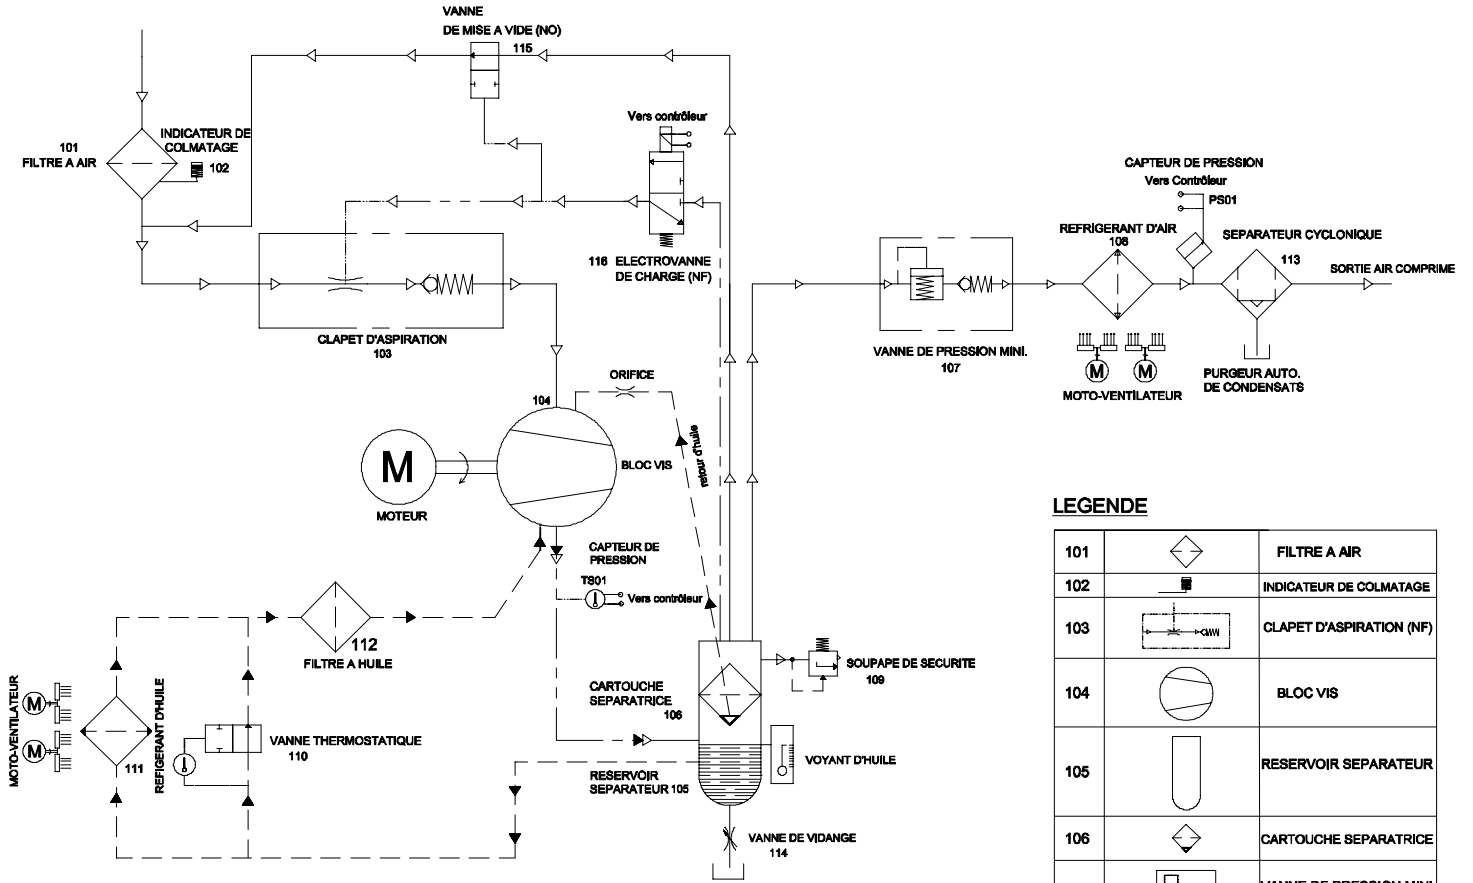 VANNE
DE MISE A VIDE (NO)
115
Vers contrôleur
101
FILTRE A AIR
INDICATEUR DE
COLMATAGE
102
CAPTEUR DE PRESSION
Vers Contrôleur
PS01
REFRIGERANT D'AIR
108
SEPARATEUR CYCLONIQUE
113
SORTIE AIR COMPRIME
116 ELECTROVANNE
DE CHARGE (NF)
CLAPET D'ASPIRATION
103
VANNE DE PRESSION MINI.
107
M
M
MOTO-VENTILATEUR
PURGEUR AUTO.
DE CONDENSATS
ORIFICE
104
retour d'huile
M
BLOC VIS
MOTEUR
CAPTEUR DE
PRESSION
TS01
Vers contrôleur
112
FILTRE A HUILE
SOUPAPE DE SECURITE
109
CARTOUCHE
SEPARATRICE
106
MOTO-VENTILATEUR
M
M
111
REFIGERANT D'HUILE
VANNE THERMOSTATIQUE
110
VOYANT D'HUILE
RESERVOIR
SEPARATEUR 105
VANNE DE VIDANGE
114
LEGENDE
101 FILTRE A AIR
102 INDICATEUR DE COLMATAGE
103 CLAPET D'ASPIRATION (NF)
104 BLOC VIS
105 RESERVOIR SEPARATEUR
106 CARTOUCHE SEPARATRICE
VANNE DE PRESSION MINI